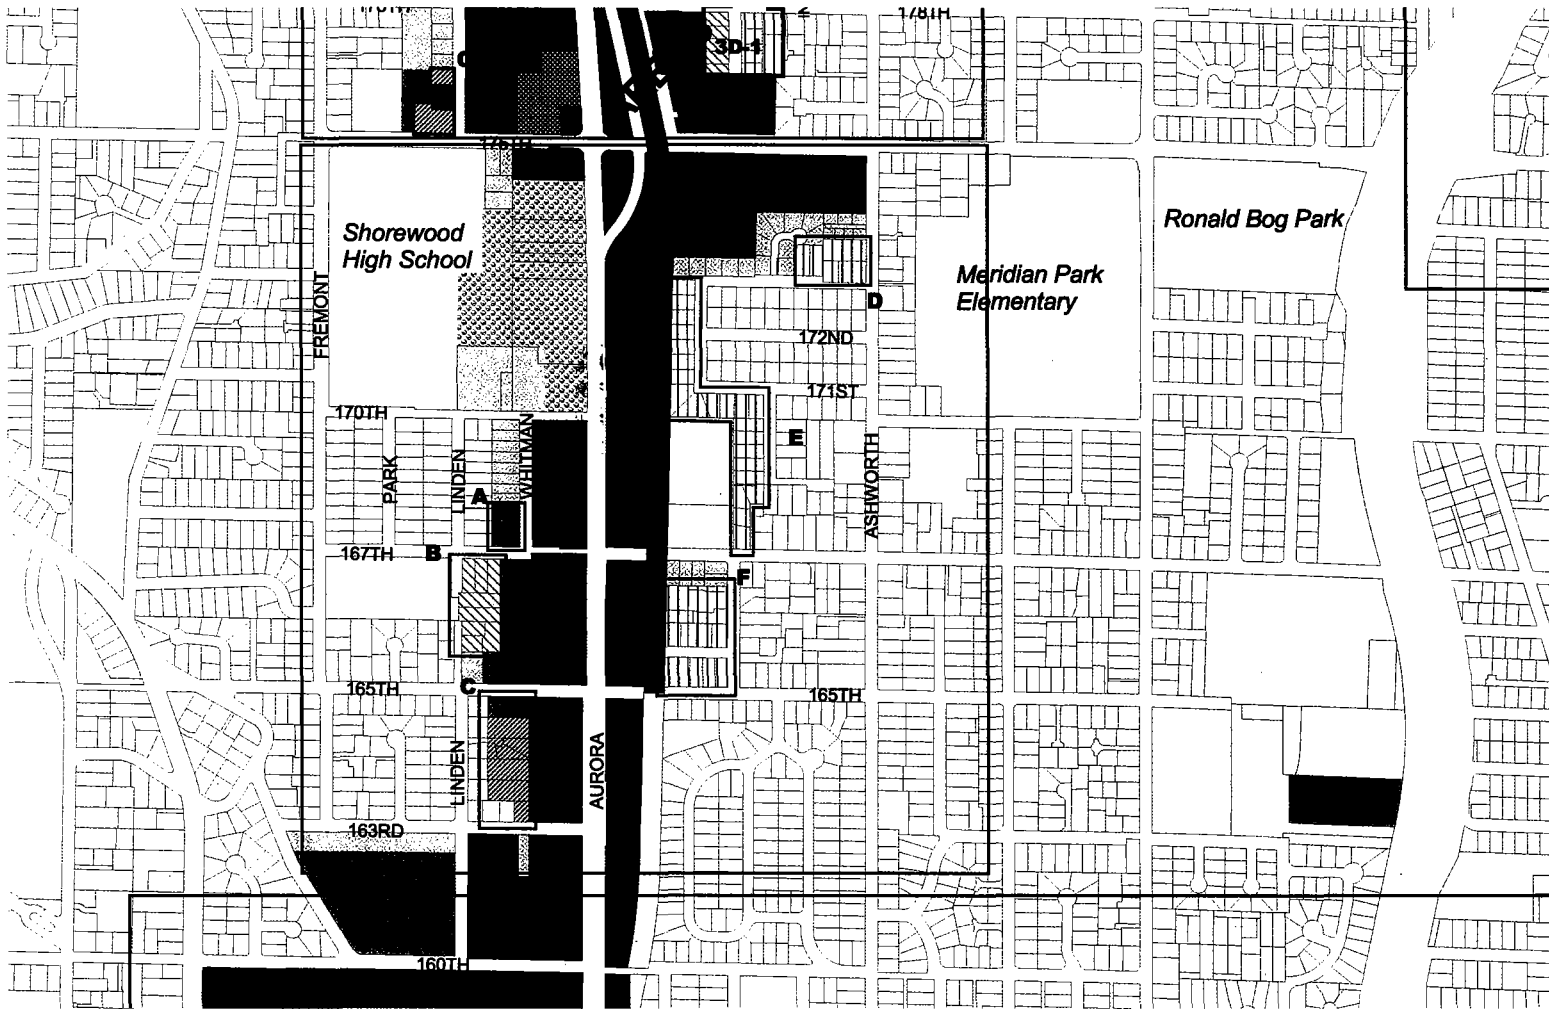 178TH
C
3D-1
175TH
Shorewood
High School
Ronald Bog Park
Meridian Park
Elementary
FREMONT
D
172ND
171ST
170TH
PARK
LINDEN
WHITMAN
E
ASHWORTH
A
167TH
B
F
165TH
C
165TH
LINDEN
AURORA
163RD
160TH